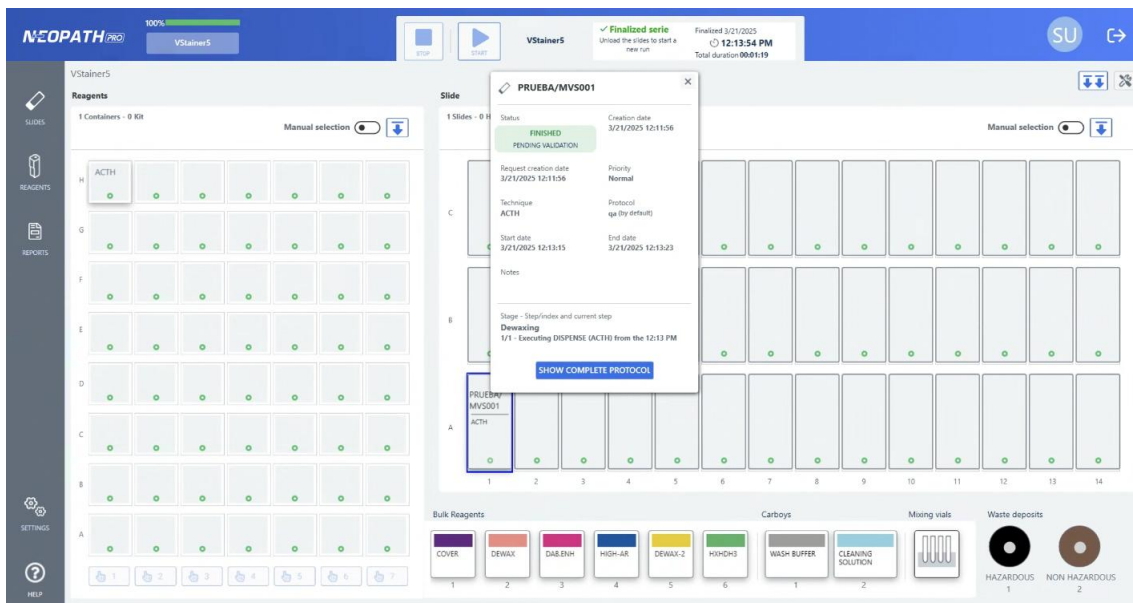 NEOPATH PRO
100%
VStainer5
STOP
START
VStainer5
✓ Finalized serie
Unload the slides to start a
new run
Finalized 3/21/2025
12:13:54 PM
Total duration 00:01:19
SU
SLIDES
REAGENTS
REPORTS
SETTINGS
HELP
VStainer5
Reagents
1 Containers - 0 Kit
Manual selection
H
ACTH
G
F
E
D
C
B
A
1 2 3 4 5 6 7
Slide
1 Slides - 0 H
Manual selection
C
B
A
PRUEBA/
MVS001
ACTH
1 2 3 4 5 6 7 8 9 10 11 12 13 14
PRUEBA/MVS001
×
Status
FINISHED
PENDING VALIDATION
Creation date
3/21/2025 12:11:56
Request creation date
3/21/2025 12:11:56
Priority
Normal
Technique
ACTH
Protocol
qa (by default)
Start date
3/21/2025 12:13:15
End date
3/21/2025 12:13:23
Notes
Stage - Step/index and current step
Dewaxing
1/1 - Executing DISPENSE (ACTH) from the 12:13 PM
SHOW COMPLETE PROTOCOL
Bulk Reagents
COVER
DEWAX
DAB.ENH
HIGH-AR
DEWAX-2
HXHDH3
1 2 3 4 5 6
Carboys
WASH BUFFER
CLEANING
SOLUTION
1 2
Mixing vials
Waste deposits
HAZARDOUS
1
NON HAZARDOUS
2